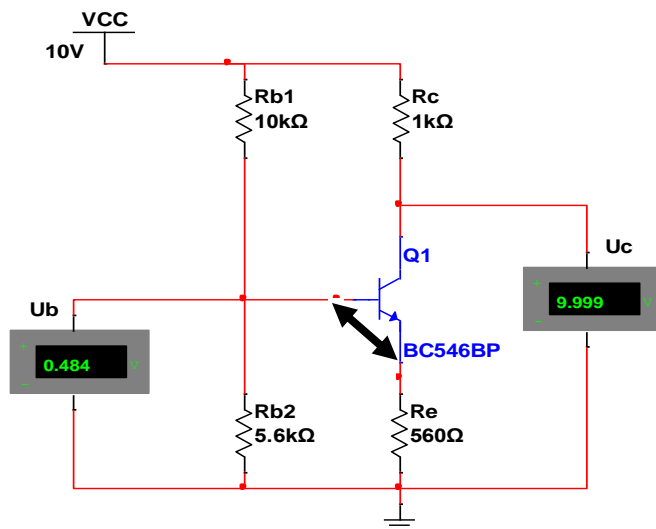 VCC
10V
Rb1
10kΩ
Rc
1kΩ
Q1
Uc
+
9.999
V
−
Ub
+
0.484
V
−
BC546BP
Rb2
5.6kΩ
Re
560Ω